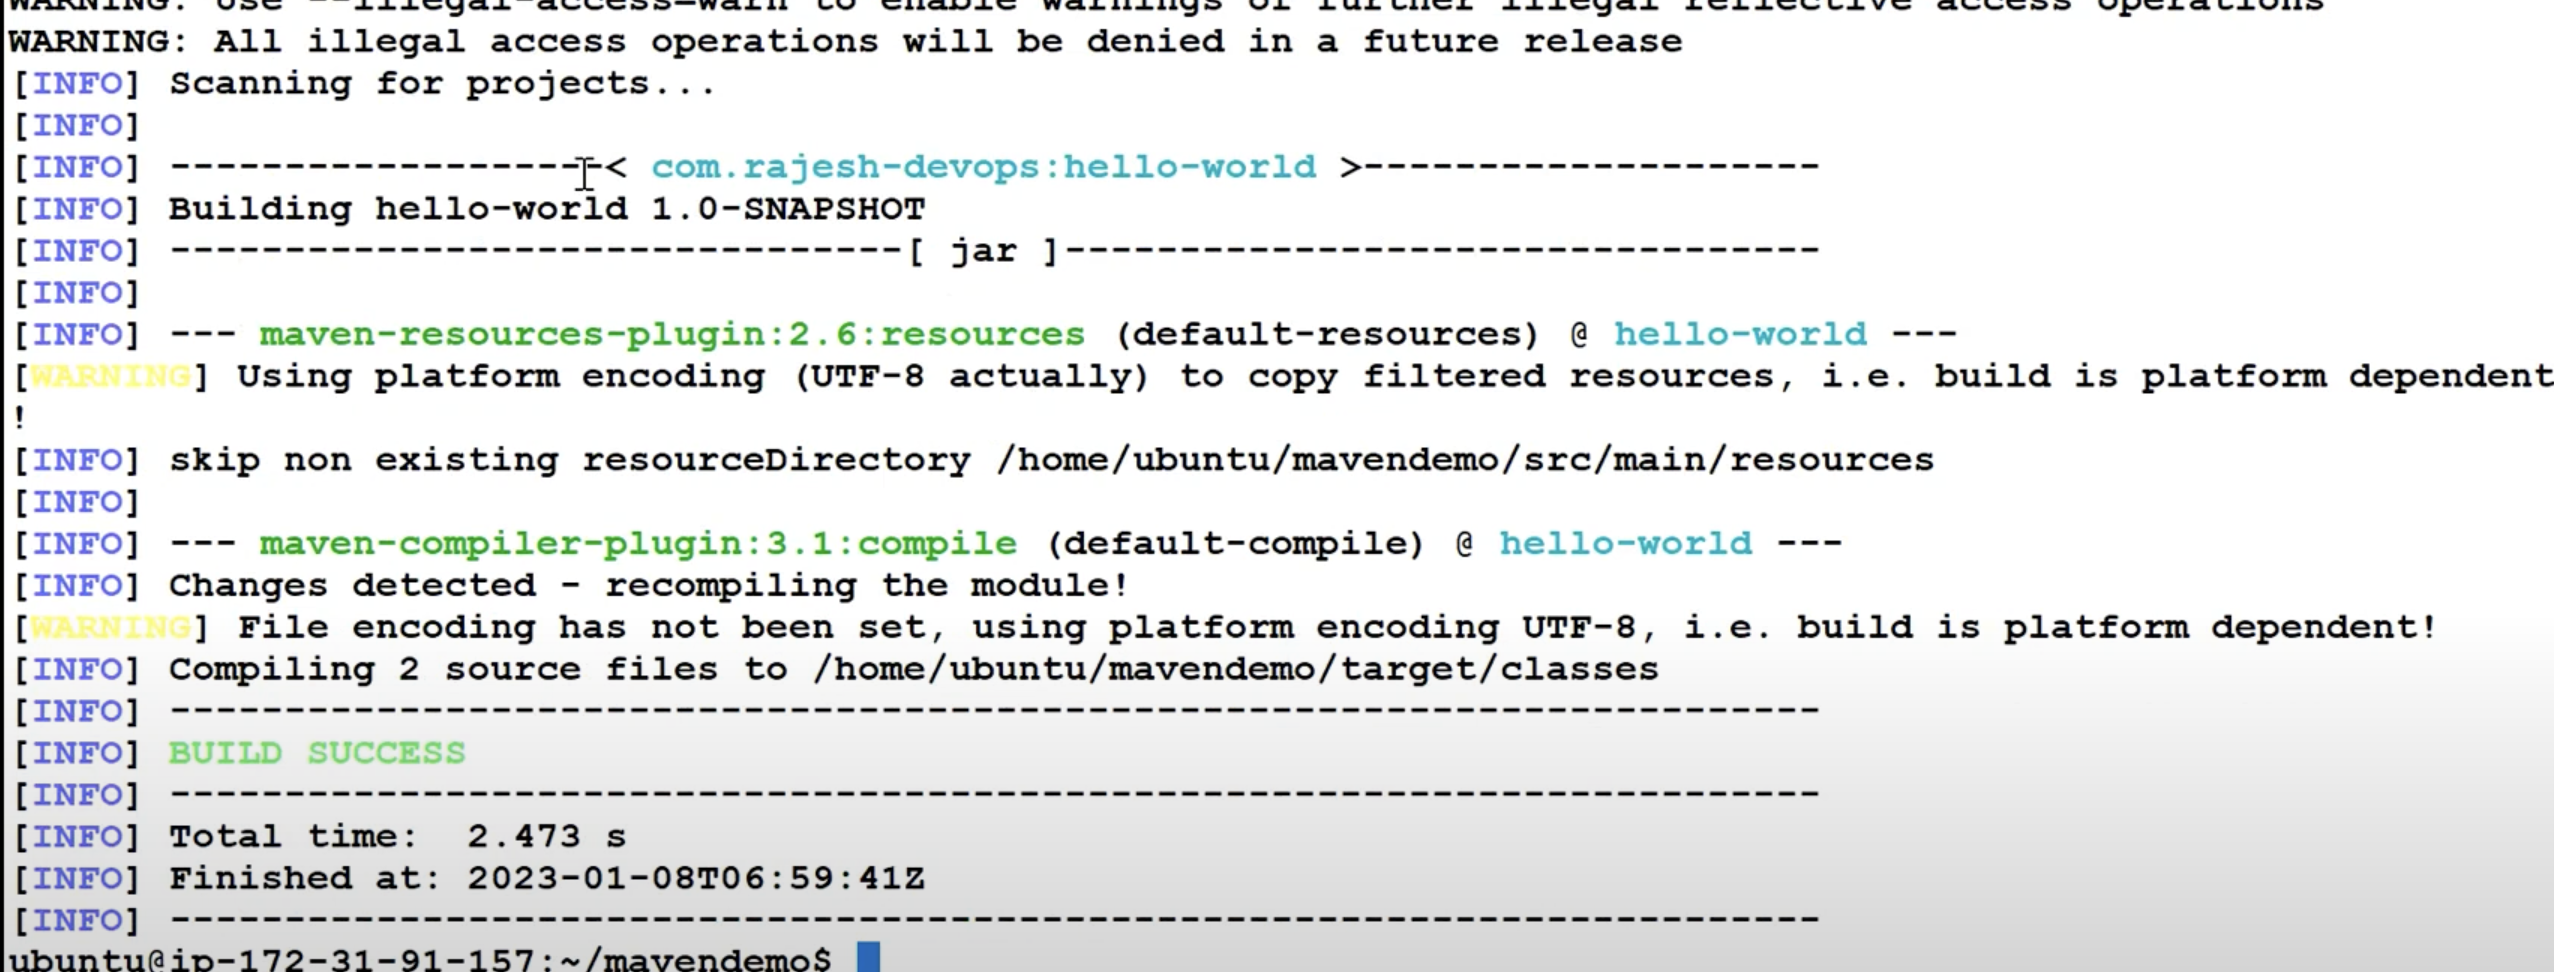 WARNING: Use --illegal-access=warn to enable warnings of further illegal reflective access operations
WARNING: All illegal access operations will be denied in a future release
[INFO] Scanning for projects...
[INFO]
[INFO] -------------------< com.rajesh-devops:hello-world >--------------------
[INFO] Building hello-world 1.0-SNAPSHOT
[INFO] --------------------------------[ jar ]---------------------------------
[INFO]
[INFO] --- maven-resources-plugin:2.6:resources (default-resources) @ hello-world ---
[WARNING] Using platform encoding (UTF-8 actually) to copy filtered resources, i.e. build is platform dependent
!
[INFO] skip non existing resourceDirectory /home/ubuntu/mavendemo/src/main/resources
[INFO]
[INFO] --- maven-compiler-plugin:3.1:compile (default-compile) @ hello-world ---
[INFO] Changes detected - recompiling the module!
[WARNING] File encoding has not been set, using platform encoding UTF-8, i.e. build is platform dependent!
[INFO] Compiling 2 source files to /home/ubuntu/mavendemo/target/classes
[INFO] ------------------------------------------------------------------------
[INFO] BUILD SUCCESS
[INFO] ------------------------------------------------------------------------
[INFO] Total time:  2.473 s
[INFO] Finished at: 2023-01-08T06:59:41Z
[INFO] ------------------------------------------------------------------------
ubuntu@ip-172-31-91-157:~/mavendemo$